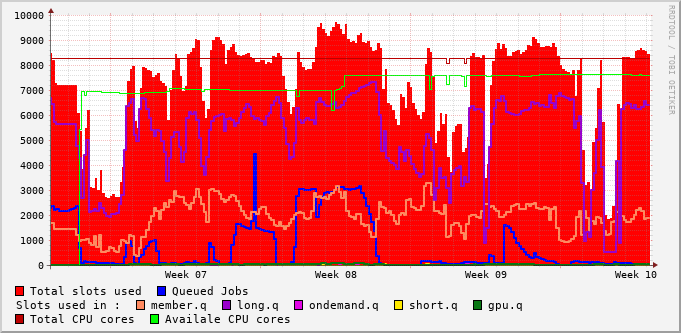 10000
9000
8000
7000
6000
5000
4000
3000
2000
1000
0
Week 07 Week 08 Week 09 Week 10
Total slots used Queued Jobs
Slots used in : member.q long.q ondemand.q short.q gpu.q
Total CPU cores Availale CPU cores
RRDTOOL / TOBI OETIKER